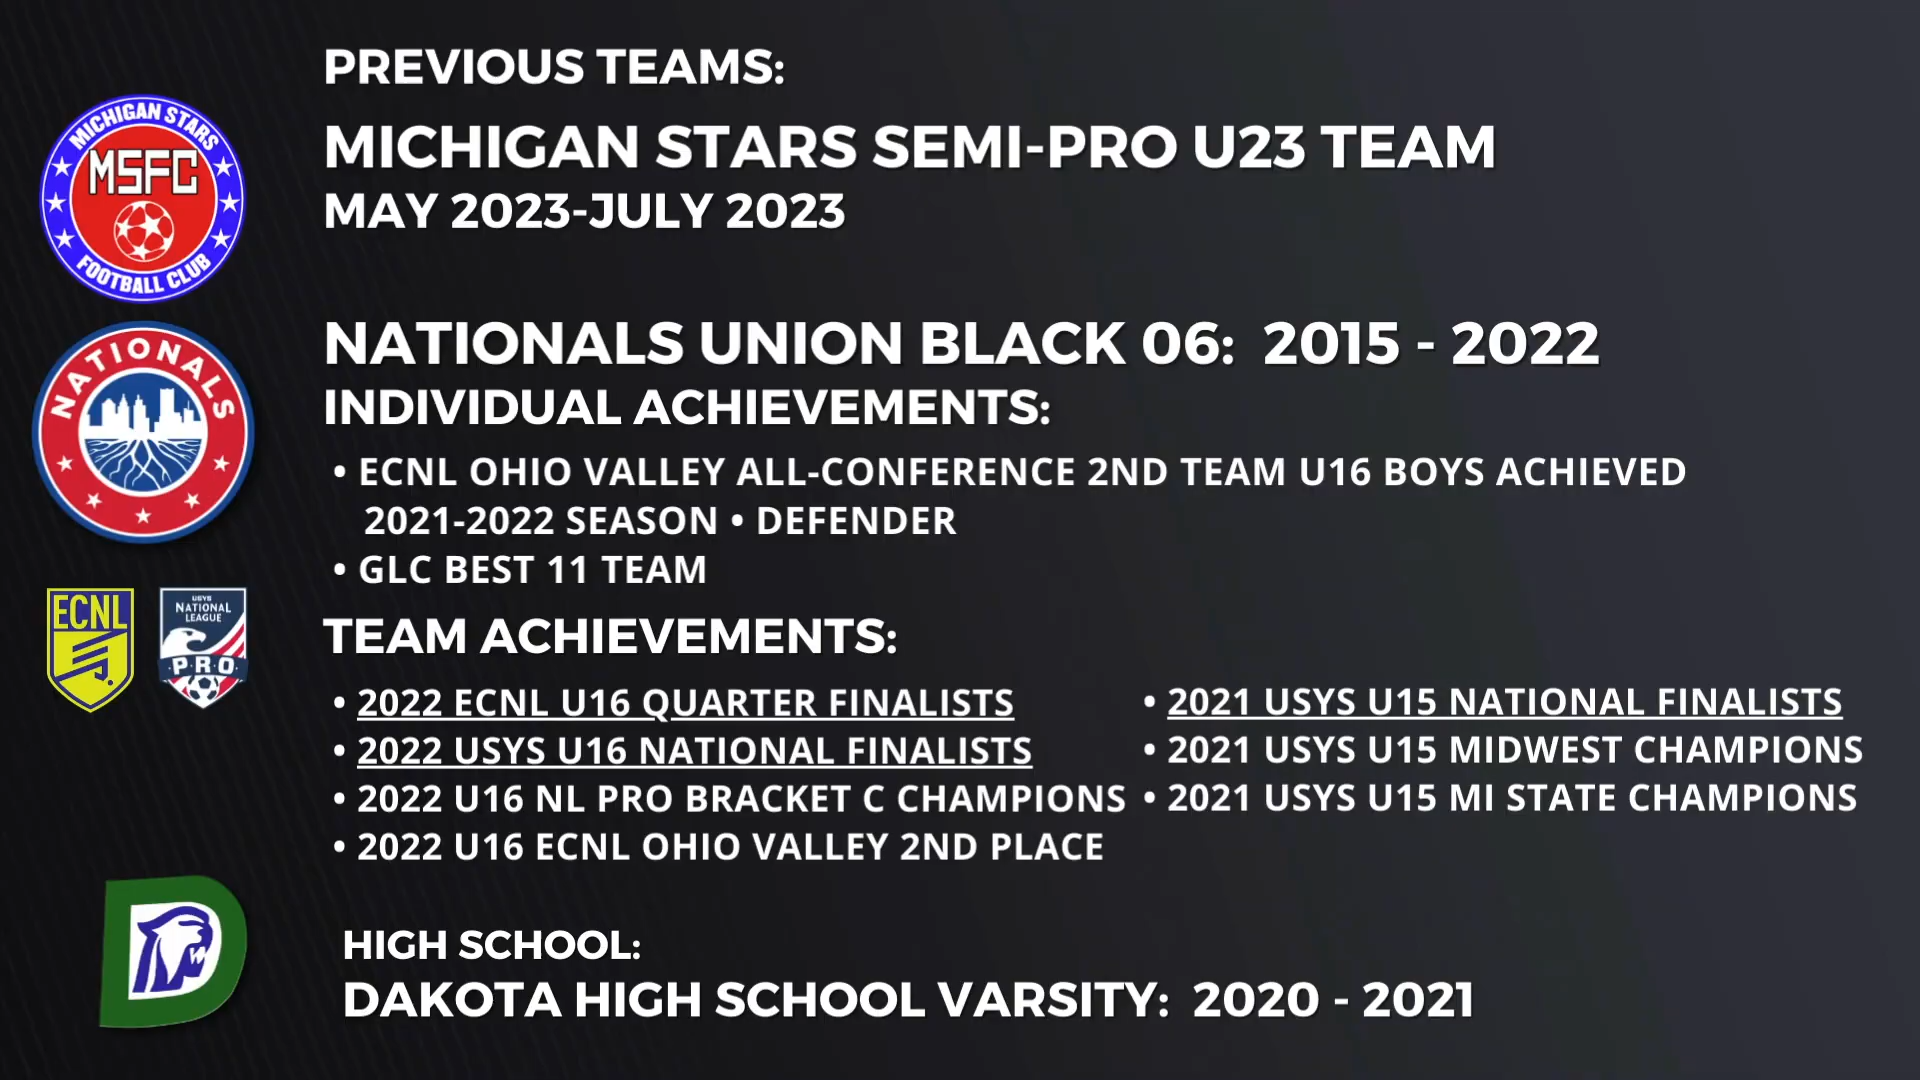 PREVIOUS TEAMS:
MICHIGAN STARS
MSFC
FOOTBALL CLUB
MICHIGAN STARS SEMI-PRO U23 TEAM
MAY 2023-JULY 2023
NATIONALS
NATIONALS UNION BLACK 06: 2015 - 2022
INDIVIDUAL ACHIEVEMENTS:
• ECNL OHIO VALLEY ALL-CONFERENCE 2ND TEAM U16 BOYS ACHIEVED
2021-2022 SEASON • DEFENDER
• GLC BEST 11 TEAM
ECNL
USYS
NATIONAL
LEAGUE
PRO
TEAM ACHIEVEMENTS:
• 2022 ECNL U16 QUARTER FINALISTS
• 2022 USYS U16 NATIONAL FINALISTS
• 2022 U16 NL PRO BRACKET C CHAMPIONS
• 2022 U16 ECNL OHIO VALLEY 2ND PLACE
• 2021 USYS U15 NATIONAL FINALISTS
• 2021 USYS U15 MIDWEST CHAMPIONS
• 2021 USYS U15 MI STATE CHAMPIONS
D
HIGH SCHOOL:
DAKOTA HIGH SCHOOL VARSITY: 2020 - 2021